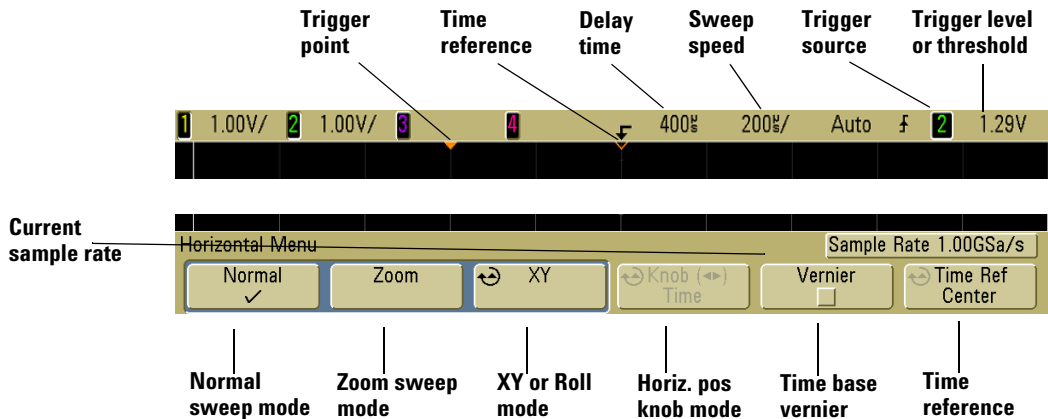 Trigger point
Time reference
Delay time
Sweep speed
Trigger source
Trigger level or threshold
1 1.00V/ 2 1.00V/ 3 4 400㎲ 200㎲/ Auto 2 1.29V
Current sample rate
Horizontal Menu
Sample Rate 1.00GSa/s
Normal
Zoom
XY
Knob (◂▸) Time
Vernier
Time Ref Center
Normal sweep mode
Zoom sweep mode
XY or Roll mode
Horiz. pos knob mode
Time base vernier
Time reference